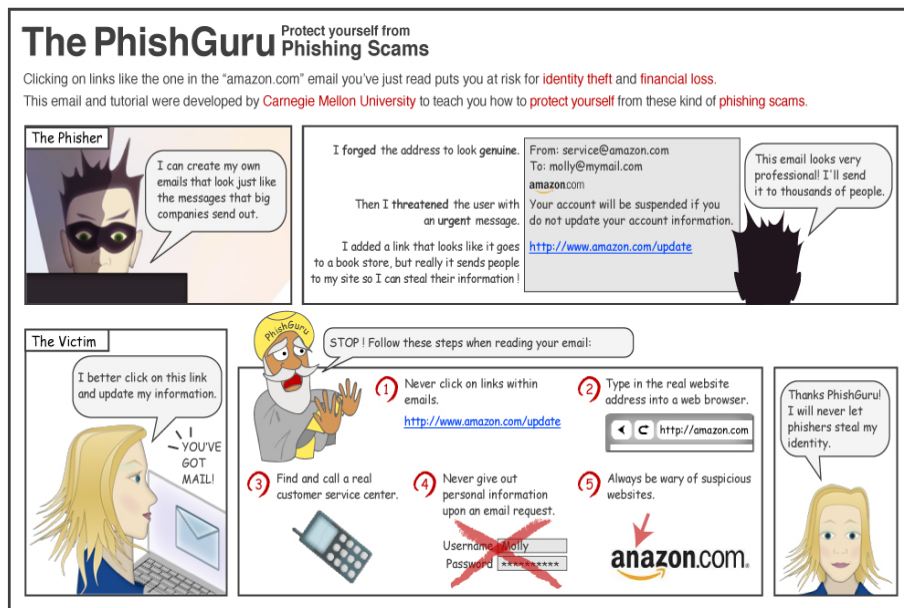 The PhishGuru Protect yourself from
Phishing Scams
Clicking on links like the one in the “amazon.com” email you’ve just read puts you at risk for identity theft and financial loss.
This email and tutorial were developed by Carnegie Mellon University to teach you how to protect yourself from these kind of phishing scams.
The Phisher
I can create my own
emails that look just like
the messages that big
companies send out.
I forged the address to look genuine.
Then I threatened the user with
an urgent message.
I added a link that looks like it goes
to a book store, but really it sends people
to my site so I can steal their information !
From: service@amazon.com
To: molly@mymail.com
amazon.com
Your account will be suspended if you
do not update your account information.
http://www.amazon.com/update
This email looks very
professional! I'll send
it to thousands of people.
The Victim
I better click on this link
and update my information.
YOU'VE
GOT
MAIL!
PhishGuru
STOP ! Follow these steps when reading your email:
1
Never click on links within
emails.
http://www.amazon.com/update
2
Type in the real website
address into a web browser.
http://amazon.com
3
Find and call a real
customer service center.
4
Never give out
personal information
upon an email request.
Username Molly
Password **********
5
Always be wary of suspicious
websites.
anazon.com.
Thanks PhishGuru!
I will never let
phishers steal my
identity.